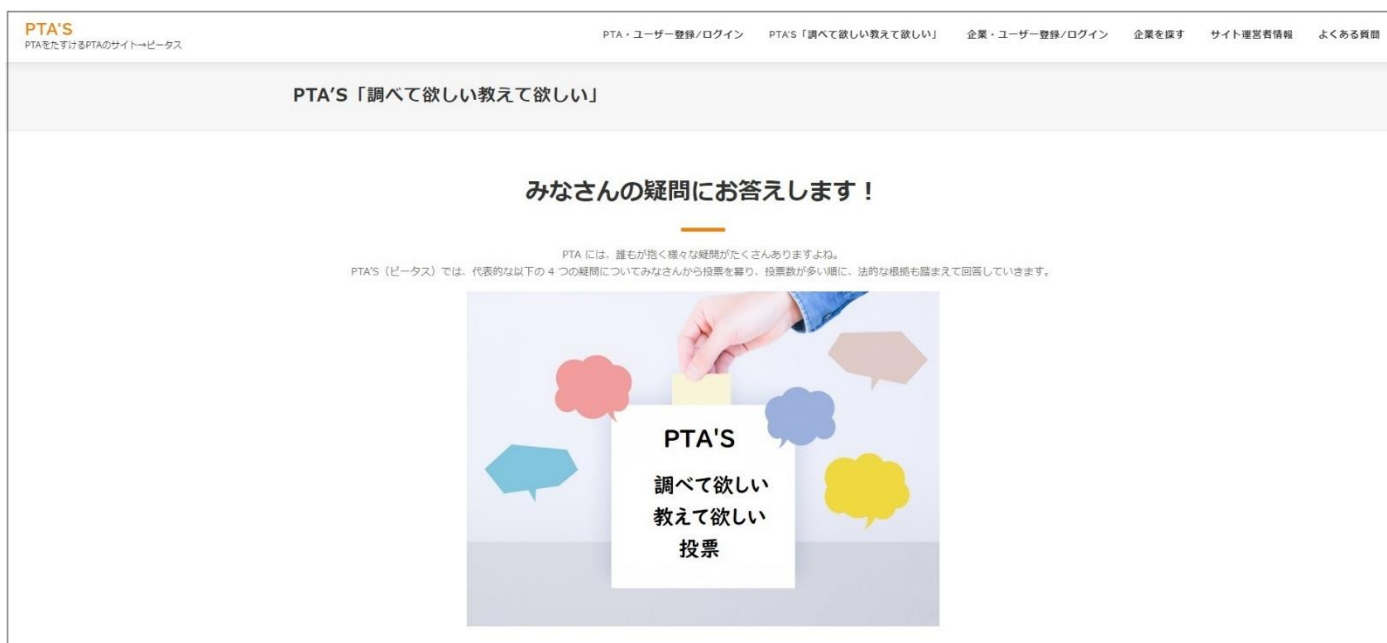 PTA'S
PTAをたすけるPTAのサイト→ピータス
PTA・ユーザー登録/ログイン
PTA'S「調べて欲しい教えて欲しい」
企業・ユーザー登録/ログイン
企業を探す
サイト運営者情報
よくある質問
PTA'S「調べて欲しい教えて欲しい」
みなさんの疑問にお答えします！
PTA には、誰もが抱く様々な疑問がたくさんありますよね。
PTA'S（ピータス）では、代表的な以下の 4 つの疑問についてみなさんから投票を募り、投票数が多い順に、法的な根拠も踏まえて回答していきます。
PTA'S
調べて欲しい
教えて欲しい
投票